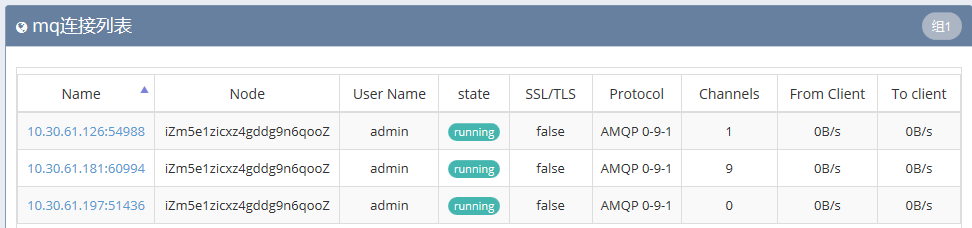 mq连接列表 组1
Name Node User Name state SSL/TLS Protocol Channels From Client To client
10.30.61.126:54988 iZm5e1zicxz4gddg9n6qooZ admin running false AMQP 0-9-1 1 0B/s 0B/s
10.30.61.181:60994 iZm5e1zicxz4gddg9n6qooZ admin running false AMQP 0-9-1 9 0B/s 0B/s
10.30.61.197:51436 iZm5e1zicxz4gddg9n6qooZ admin running false AMQP 0-9-1 0 0B/s 0B/s